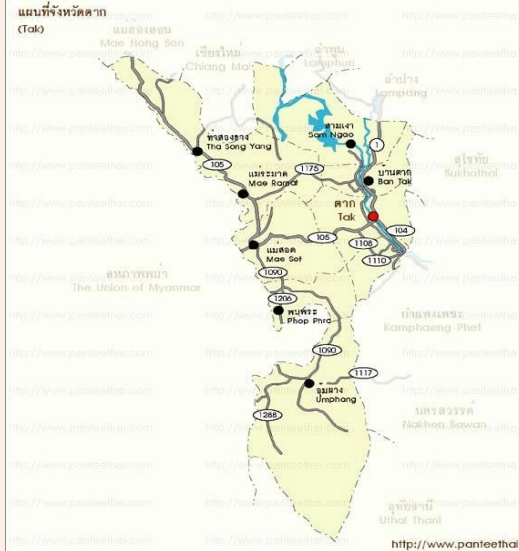 แผนที่จังหวัดตาก
(Tak)
แม่ฮ่องสอน
Mae Hong Son
เชียงใหม่
Chiang Mai
ลำพูน
Lamphun
ลำปาง
Lampang
สามเงา
Sam Ngao
1
ท่าสองยาง
Tha Song Yang
สุโขทัย
Sukhothai
105
แม่ระมาด
Mae Ramat
1175
บ้านตาก
Ban Tak
ตาก
Tak
104
105
1108
1110
แม่สอด
Mae Sot
1090
สหภาพพม่า
The Union of Myanmar
1206
พบพระ
Phop Phra
กำแพงเพชร
Kamphaeng Phet
1090
1117
อุ้มผาง
Umphang
1288
นครสวรรค์
Nakhon Sawan
อุทัยธานี
Uthai Thani
http://www.panteethai.com